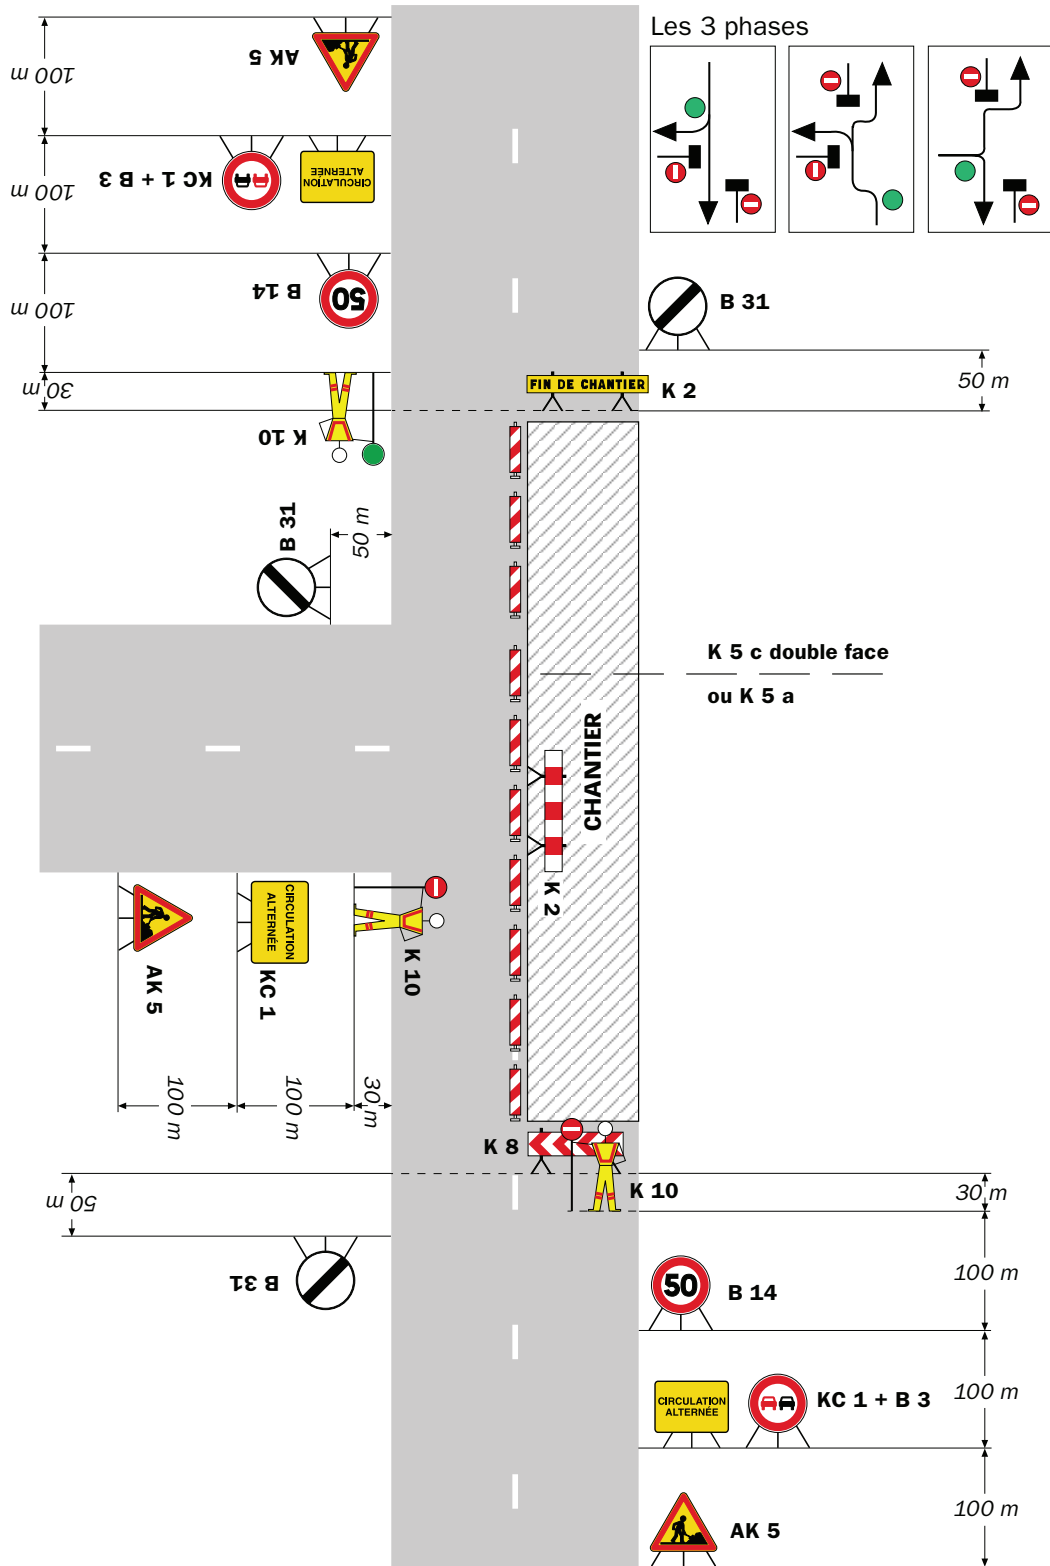 Les 3 phases
AK 5
100 m
KC 1 + B 3
CIRCULATION
ALTERNÉE
100 m
B 14
50
100 m
B 31
50 m
30 m
K 10
FIN DE CHANTIER
K 2
B 31
50 m
K 5 c double face
ou K 5 a
CHANTIER
K 2
AK 5
CIRCULATION
ALTERNÉE
KC 1
K 10
100 m
100 m
30 m
K 8
K 10
30 m
50 m
B 31
50
B 14
100 m
CIRCULATION
ALTERNÉE
KC 1 + B 3
100 m
AK 5
100 m